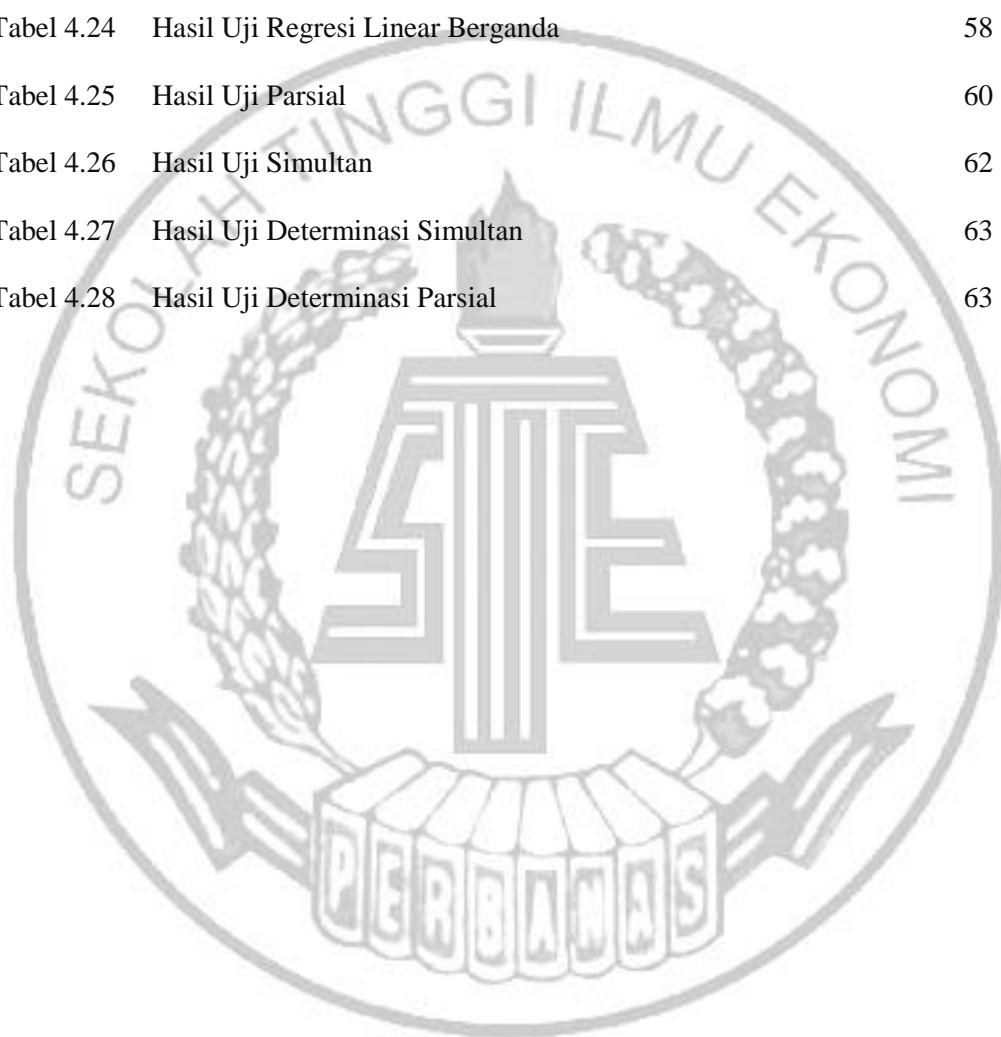 Tabel 4.24 Hasil Uji Regresi Linear Berganda 58
Tabel 4.25 Hasil Uji Parsial 60
Tabel 4.26 Hasil Uji Simultan 62
Tabel 4.27 Hasil Uji Determinasi Simultan 63
Tabel 4.28 Hasil Uji Determinasi Parsial 63
SEKOLAH TINGGI ILMU EKONOMI
STIE
PERBANAS